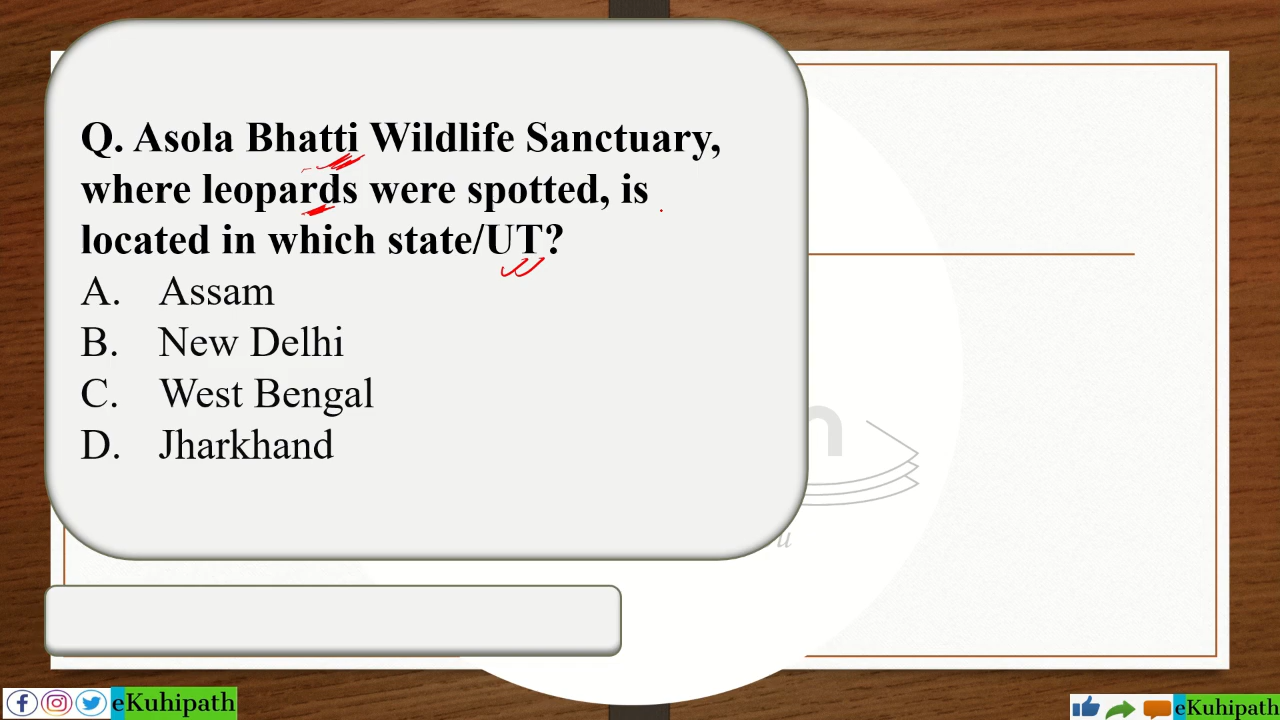 Q. Asola Bhatti Wildlife Sanctuary,
where leopards were spotted, is
located in which state/UT?
A. Assam
B. New Delhi
C. West Bengal
D. Jharkhand
eKuhipath
eKuhipath